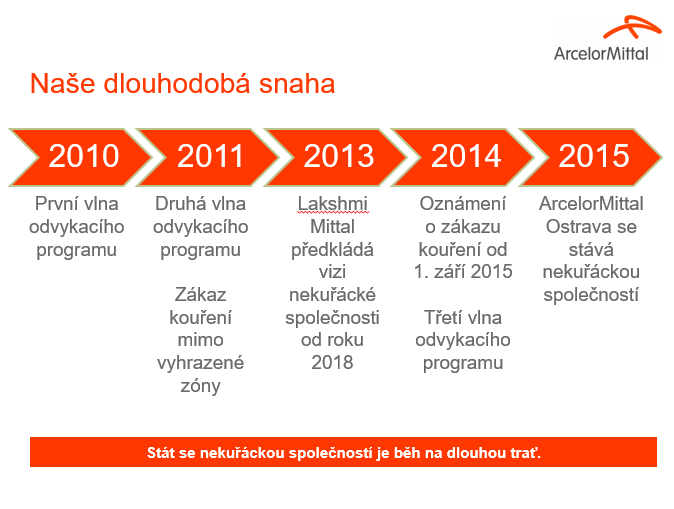 ArcelorMittal
Naše dlouhodobá snaha
2010
2011
2013
2014
2015
První vlna
odvykacího
programu
Druhá vlna
odvykacího
programu
Zákaz
kouření
mimo
vyhrazené
zóny
Lakshmi
Mittal
předkládá
vizi
nekuřácké
společnosti
od roku
2018
Oznámení
o zákazu
kouření od
1. září 2015
Třetí vlna
odvykacího
programu
ArcelorMittal
Ostrava se
stává
nekuřáckou
společností
Stát se nekuřáckou společností je běh na dlouhou trať.